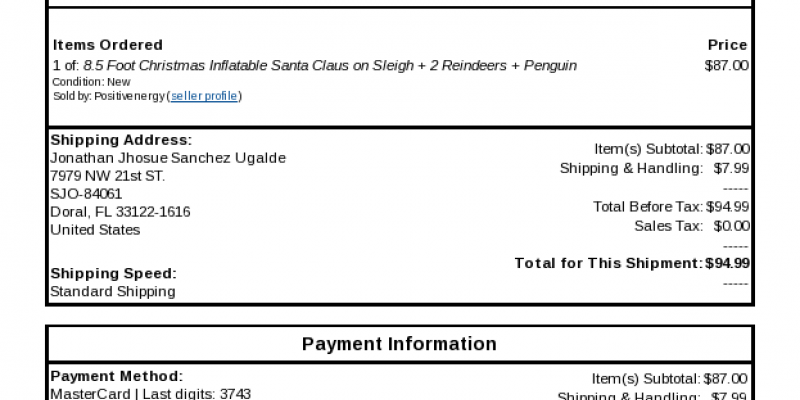 Items Ordered Price
1 of: 8.5 Foot Christmas Inflatable Santa Claus on Sleigh + 2 Reindeers + Penguin $87.00
Condition: New
Sold by: Positivenergy (seller profile)
Shipping Address:
Jonathan Jhosue Sanchez Ugalde
7979 NW 21st ST.
SJO-84061
Doral, FL 33122-1616
United States
Shipping Speed:
Standard Shipping
Item(s) Subtotal: $87.00
Shipping & Handling: $7.99
-----
Total Before Tax: $94.99
Sales Tax: $0.00
-----
Total for This Shipment: $94.99
-----
Payment Information
Payment Method:
MasterCard | Last digits: 3743
Item(s) Subtotal: $87.00
Shipping & Handling: $7.99